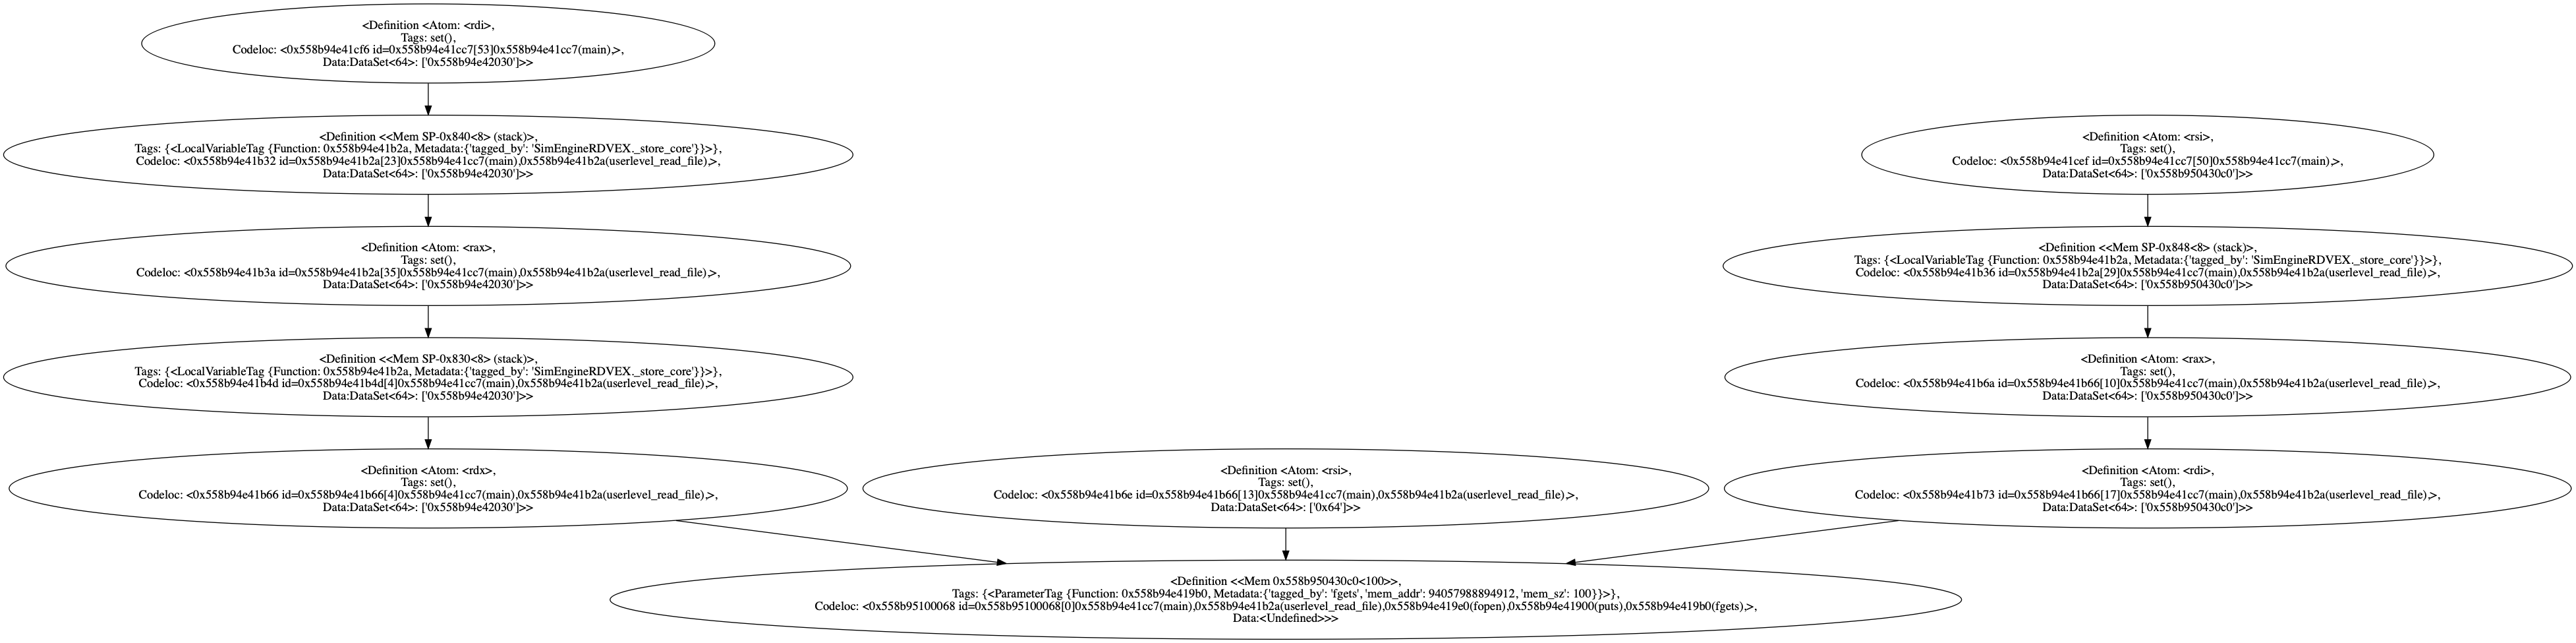 <Definition <Atom: <rdi>,
Tags: set(),
Codeloc: <0x558b94e41cf6 id=0x558b94e41cc7[53]0x558b94e41cc7(main),>,
Data:DataSet<64>: ['0x558b94e42030']>>
<Definition <<Mem SP-0x840<8> (stack)>,
Tags: {<LocalVariableTag {Function: 0x558b94e41b2a, Metadata:{'tagged_by': 'SimEngineRDVEX._store_core'}}>},
Codeloc: <0x558b94e41b32 id=0x558b94e41b2a[23]0x558b94e41cc7(main),0x558b94e41b2a(userlevel_read_file),>,
Data:DataSet<64>: ['0x558b94e42030']>>
<Definition <Atom: <rsi>,
Tags: set(),
Codeloc: <0x558b94e41cef id=0x558b94e41cc7[50]0x558b94e41cc7(main),>,
Data:DataSet<64>: ['0x558b950430c0']>>
<Definition <Atom: <rax>,
Tags: set(),
Codeloc: <0x558b94e41b3a id=0x558b94e41b2a[35]0x558b94e41cc7(main),0x558b94e41b2a(userlevel_read_file),>,
Data:DataSet<64>: ['0x558b94e42030']>>
<Definition <<Mem SP-0x848<8> (stack)>,
Tags: {<LocalVariableTag {Function: 0x558b94e41b2a, Metadata:{'tagged_by': 'SimEngineRDVEX._store_core'}}>},
Codeloc: <0x558b94e41b36 id=0x558b94e41b2a[29]0x558b94e41cc7(main),0x558b94e41b2a(userlevel_read_file),>,
Data:DataSet<64>: ['0x558b950430c0']>>
<Definition <<Mem SP-0x830<8> (stack)>,
Tags: {<LocalVariableTag {Function: 0x558b94e41b2a, Metadata:{'tagged_by': 'SimEngineRDVEX._store_core'}}>},
Codeloc: <0x558b94e41b4d id=0x558b94e41b4d[4]0x558b94e41cc7(main),0x558b94e41b2a(userlevel_read_file),>,
Data:DataSet<64>: ['0x558b94e42030']>>
<Definition <Atom: <rax>,
Tags: set(),
Codeloc: <0x558b94e41b6a id=0x558b94e41b66[10]0x558b94e41cc7(main),0x558b94e41b2a(userlevel_read_file),>,
Data:DataSet<64>: ['0x558b950430c0']>>
<Definition <Atom: <rdx>,
Tags: set(),
Codeloc: <0x558b94e41b66 id=0x558b94e41b66[4]0x558b94e41cc7(main),0x558b94e41b2a(userlevel_read_file),>,
Data:DataSet<64>: ['0x558b94e42030']>>
<Definition <Atom: <rsi>,
Tags: set(),
Codeloc: <0x558b94e41b6e id=0x558b94e41b66[13]0x558b94e41cc7(main),0x558b94e41b2a(userlevel_read_file),>,
Data:DataSet<64>: ['0x64']>>
<Definition <Atom: <rdi>,
Tags: set(),
Codeloc: <0x558b94e41b73 id=0x558b94e41b66[17]0x558b94e41cc7(main),0x558b94e41b2a(userlevel_read_file),>,
Data:DataSet<64>: ['0x558b950430c0']>>
<Definition <<Mem 0x558b950430c0<100>>,
Tags: {<ParameterTag {Function: 0x558b94e419b0, Metadata:{'tagged_by': 'fgets', 'mem_addr': 94057988894912, 'mem_sz': 100}}>},
Codeloc: <0x558b95100068 id=0x558b95100068[0]0x558b94e41cc7(main),0x558b94e41b2a(userlevel_read_file),0x558b94e419e0(fopen),0x558b94e41900(puts),0x558b94e419b0(fgets),>,
Data:<Undefined>>>